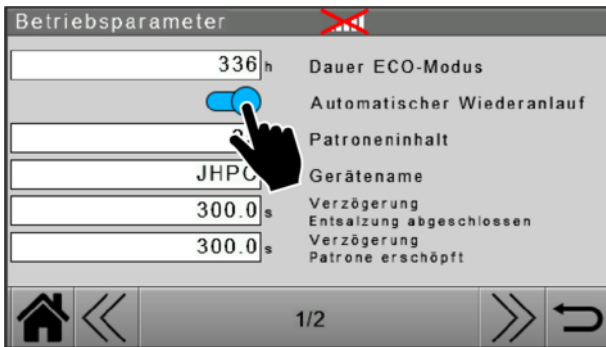 Betriebsparameter
336 h Dauer ECO-Modus
Automatischer Wiederanlauf
Patroneninhalt
JHPC Gerätename
300.0 s Verzögerung
Entsalzung abgeschlossen
300.0 s Verzögerung
Patrone erschöpft
1/2